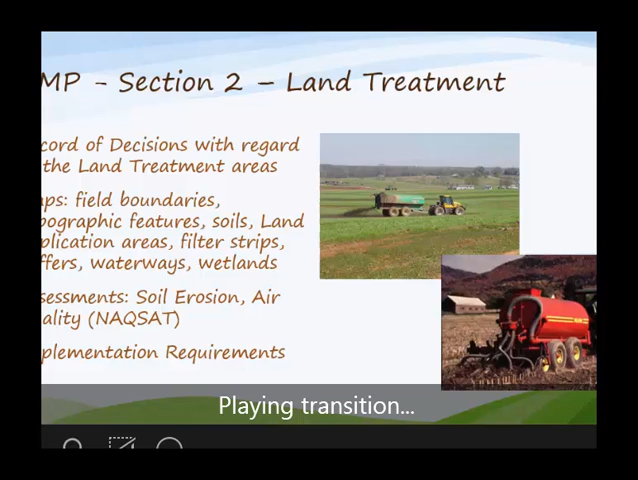 MP - Section 2 – Land Treatment
cord of Decisions with regard
the Land Treatment areas
aps: field boundaries,
pographic features, soils, Land
plication areas, filter strips,
ffers, waterways, wetlands
sessments: Soil Erosion, Air
ality (NAQSAT)
plementation Requirements
Playing transition...